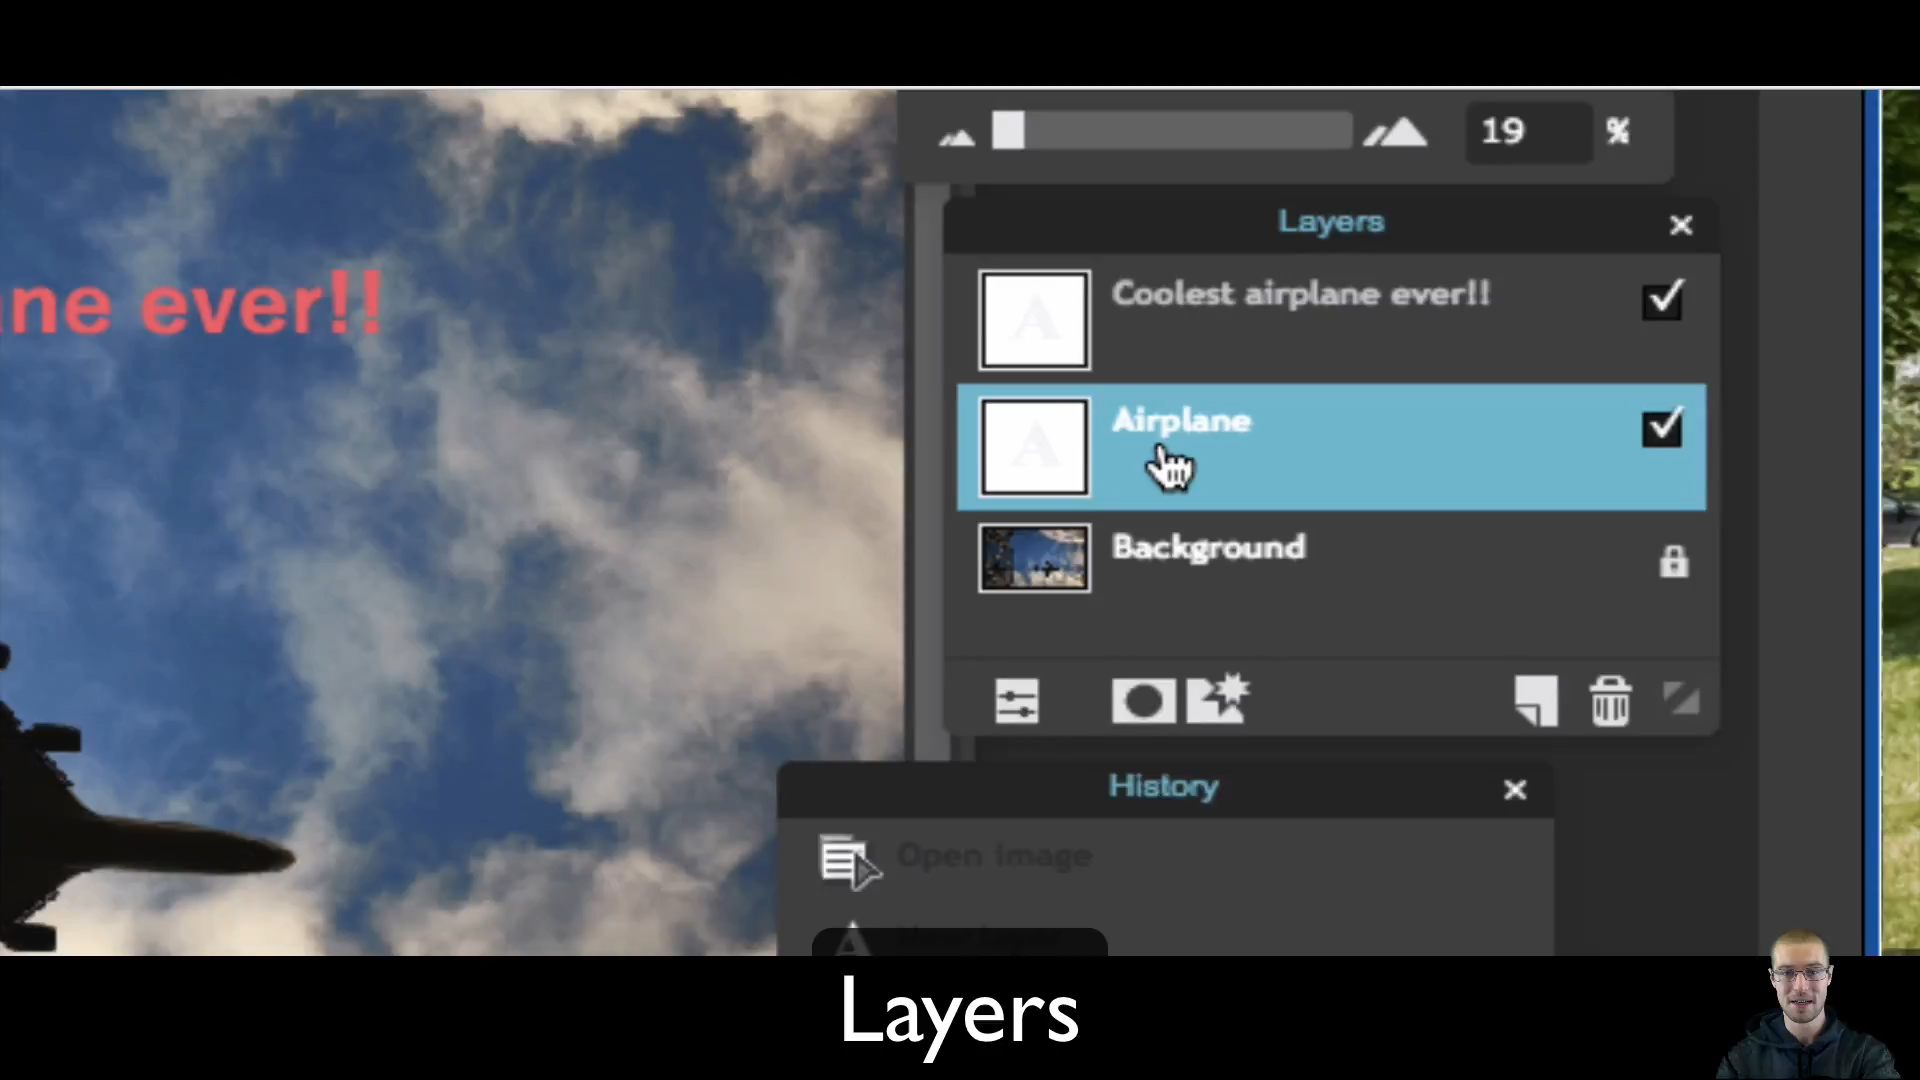 19 %
Layers
Coolest airplane ever!!
ne ever!!
A
Airplane
A
Background
History
Open image
Layers